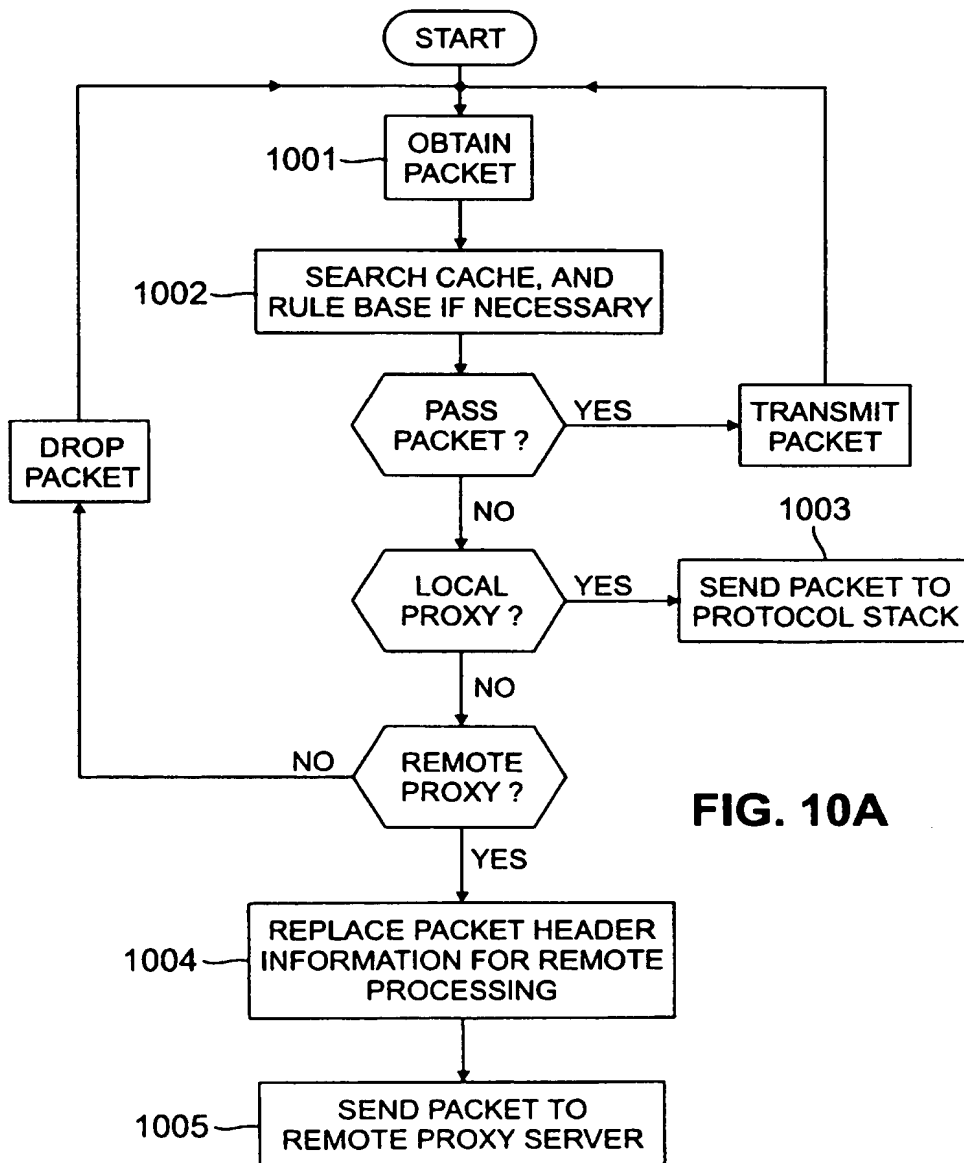 START
1001
OBTAIN
PACKET
1002
SEARCH CACHE, AND
RULE BASE IF NECESSARY
PASS
PACKET ?
YES
TRANSMIT
PACKET
DROP
PACKET
NO
1003
LOCAL
PROXY ?
YES
SEND PACKET TO
PROTOCOL STACK
NO
REMOTE
PROXY ?
NO
FIG. 10A
YES
1004
REPLACE PACKET HEADER
INFORMATION FOR REMOTE
PROCESSING
1005
SEND PACKET TO
REMOTE PROXY SERVER